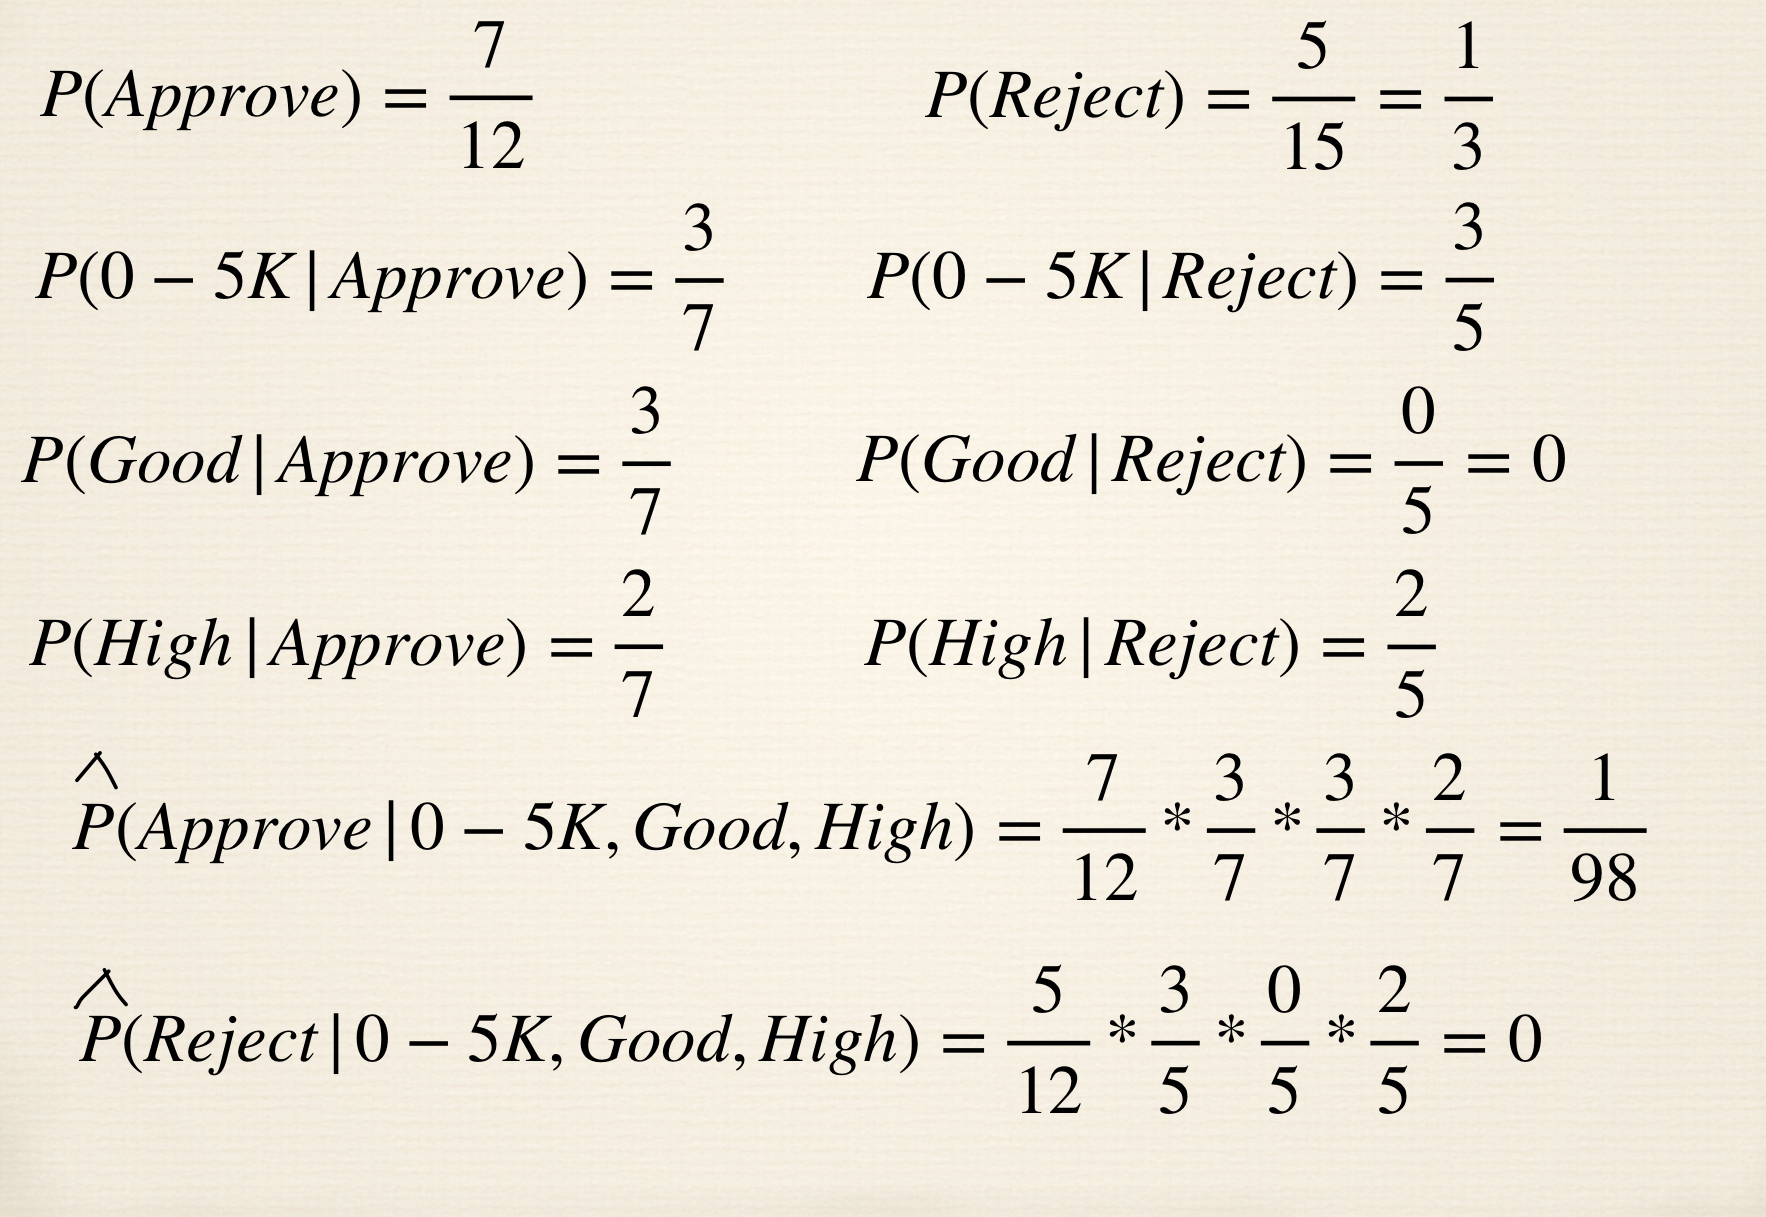 P(Approve) = 7/12    P(Reject) = 5/15 = 1/3
P(0 − 5K | Approve) = 3/7    P(0 − 5K | Reject) = 3/5
P(Good | Approve) = 3/7    P(Good | Reject) = 0/5 = 0
P(High | Approve) = 2/7    P(High | Reject) = 2/5
P̂(Approve | 0 − 5K, Good, High) = 7/12 * 3/7 * 3/7 * 2/7 = 1/98
P̂(Reject | 0 − 5K, Good, High) = 5/12 * 3/5 * 0/5 * 2/5 = 0